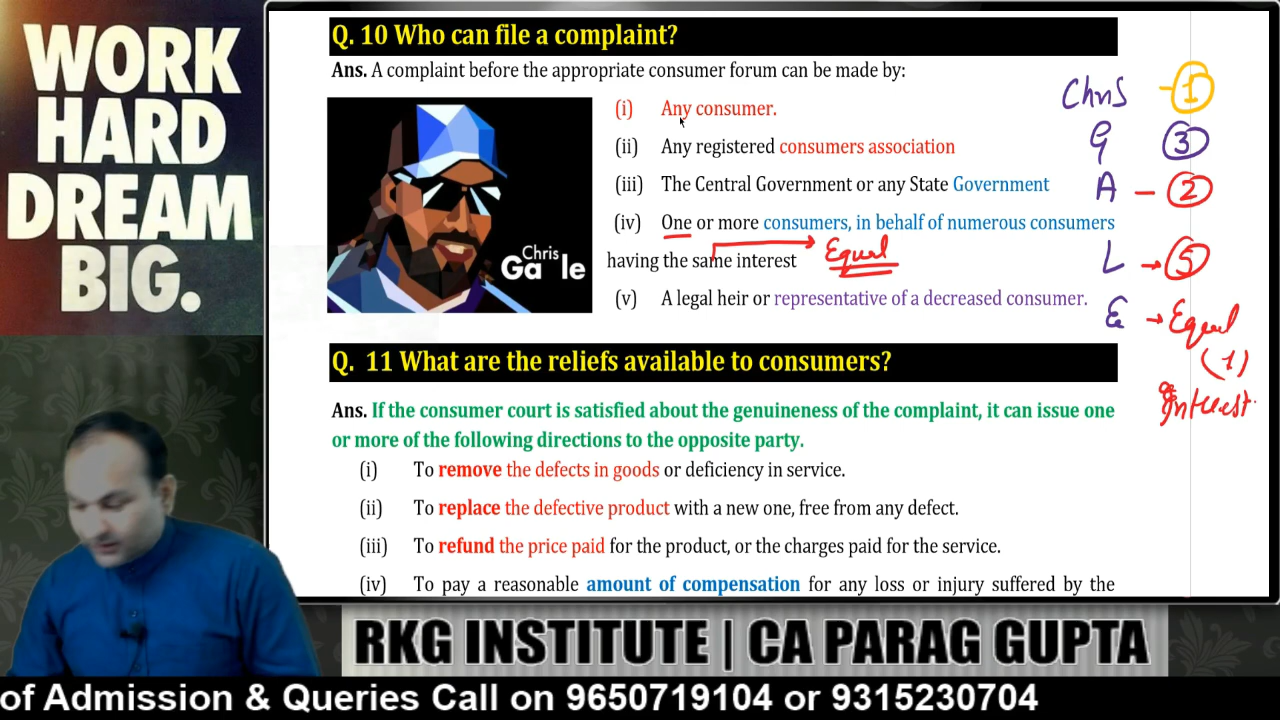 WORK
HARD
DREAM
BIG.
Q. 10 Who can file a complaint?
Ans. A complaint before the appropriate consumer forum can be made by:
(i) Any consumer.
(ii) Any registered consumers association
(iii) The Central Government or any State Government
(iv) One or more consumers, in behalf of numerous consumers
having the same interest
Equal
(v) A legal heir or representative of a decreased consumer.
Chris
Ga le
Chris - 1
G 3
A - 2
L → 5
E → Equal
(1)
Interest.
Q. 11 What are the reliefs available to consumers?
Ans. If the consumer court is satisfied about the genuineness of the complaint, it can issue one
or more of the following directions to the opposite party.
(i) To remove the defects in goods or deficiency in service.
(ii) To replace the defective product with a new one, free from any defect.
(iii) To refund the price paid for the product, or the charges paid for the service.
(iv) To pay a reasonable amount of compensation for any loss or injury suffered by the
RKG INSTITUTE | CA PARAG GUPTA
of Admission & Queries Call on 9650719104 or 9315230704